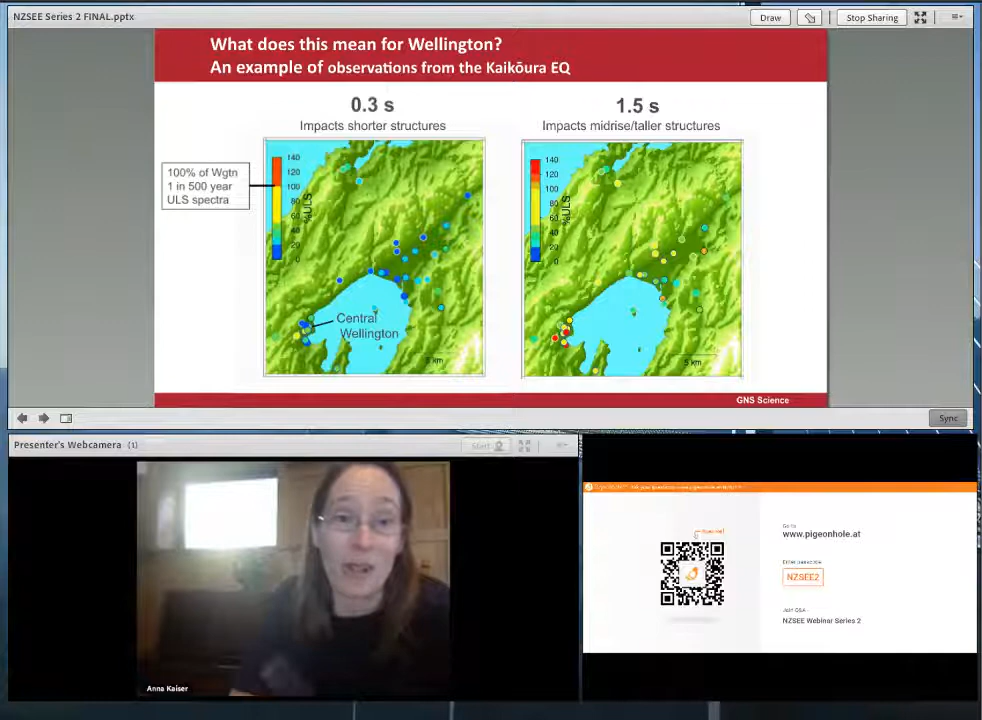 NZSEE Series 2 FINAL.pptx
Draw
Stop Sharing
What does this mean for Wellington?
An example of observations from the Kaikōura EQ
0.3 s
Impacts shorter structures
1.5 s
Impacts midrise/taller structures
100% of Wgtn
1 in 500 year
ULS spectra
140
120
100
80
60
40
20
0
%ULS
Central
Wellington
5 km
140
120
100
80
60
40
20
0
%ULS
5 km
GNS Science
Sync
Presenter's Webcamera (1)
Start
Anna Kaiser
Go to
www.pigeonhole.at
Enter passcode
NZSEE2
Join Q&A
NZSEE Webinar Series 2